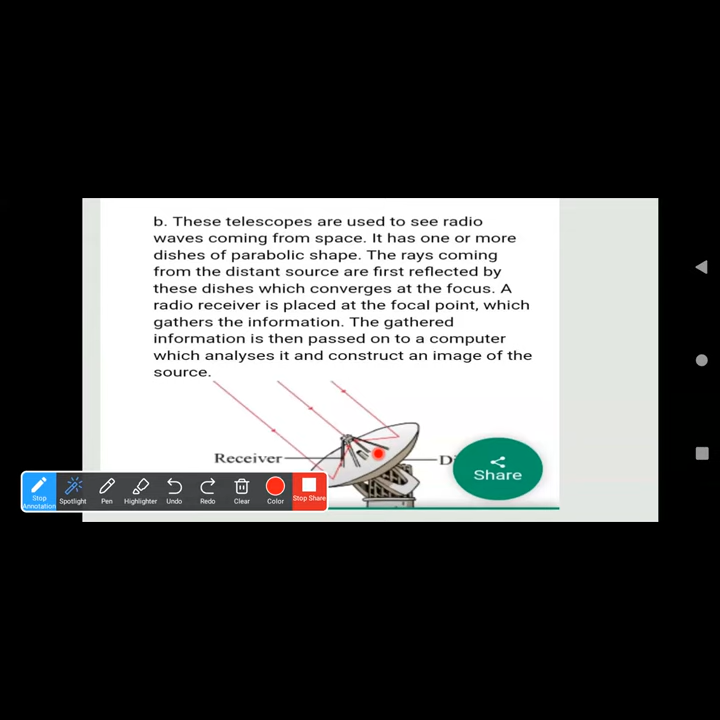 b. These telescopes are used to see radio
waves coming from space. It has one or more
dishes of parabolic shape. The rays coming
from the distant source are first reflected by
these dishes which converges at the focus. A
radio receiver is placed at the focal point, which
gathers the information. The gathered
information is then passed on to a computer
which analyses it and construct an image of the
source.
Receiver
Share
Stop Annotation
Spotlight
Pen
Highlighter
Undo
Redo
Clear
Color
Stop Share